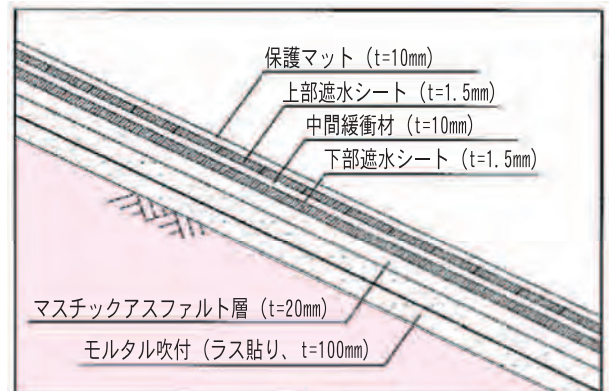 保護マット (t=10mm)
上部遮水シート (t=1.5mm)
中間緩衝材 (t=10mm)
下部遮水シート (t=1.5mm)
マスチックアスファルト層 (t=20mm)
モルタル吹付 (ラス貼り、t=100mm)